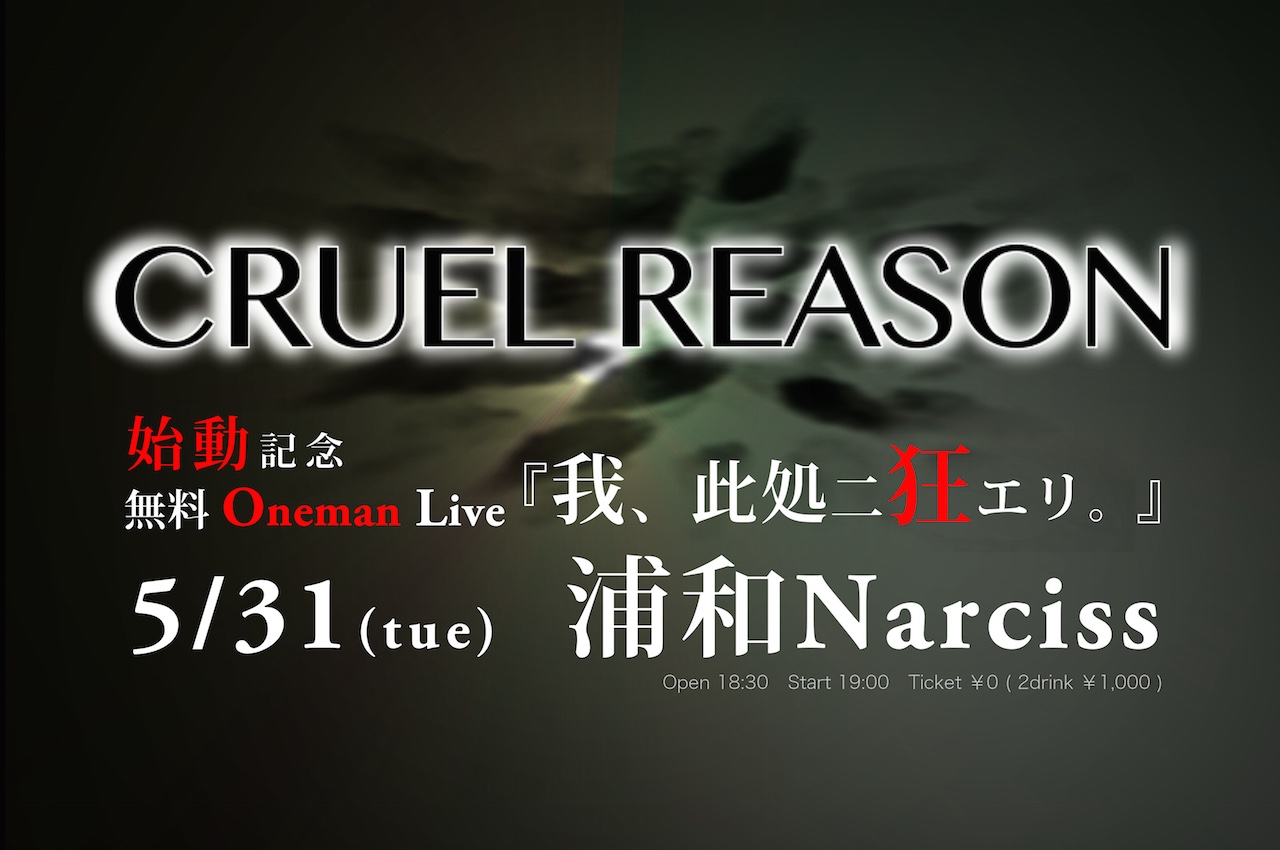 CRUEL REASON
始動記念
無料 Oneman Live『我、此処ニ狂エリ。』
5/31(tue) 浦和Narciss
Open 18:30 Start 19:00 Ticket ￥0 ( 2drink ￥1,000 )